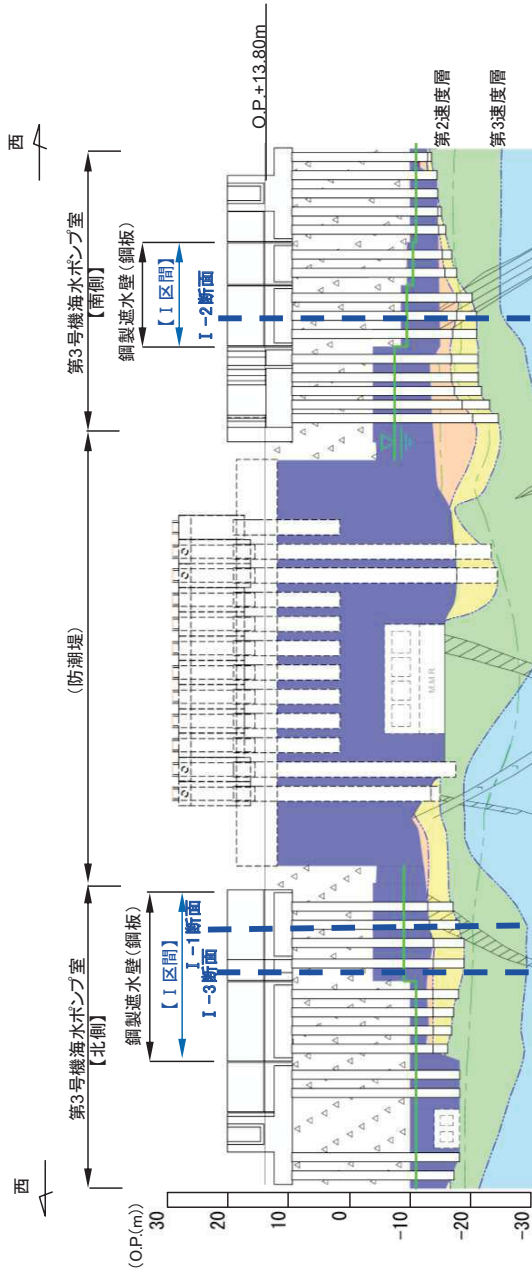 西
西
第3号機海水ポンプ室
【北側】
(防潮堤)
第3号機海水ポンプ室
【南側】
鋼製遮水壁(鋼板)
【Ⅰ区間】
Ⅰ-1断面
Ⅰ-3断面
鋼製遮水壁(鋼板)
【Ⅰ区間】
Ⅰ-2断面
O.P.+13.80m
(O.P.(m))
30
20
10
0
-10
-20
-30
M.M.R.
第2速度層
第3速度層